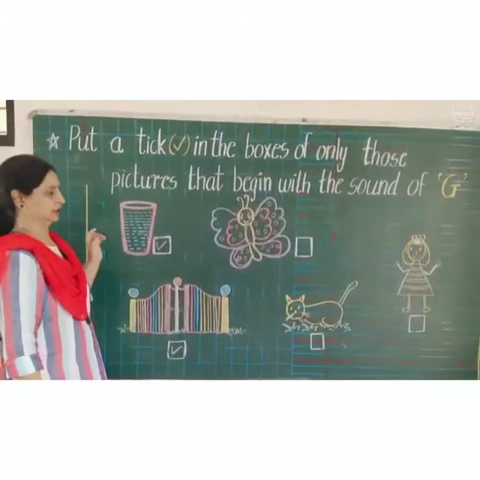 ☆ Put a tick (✓) in the boxes of only those
pictures that begin with the sound of 'G'